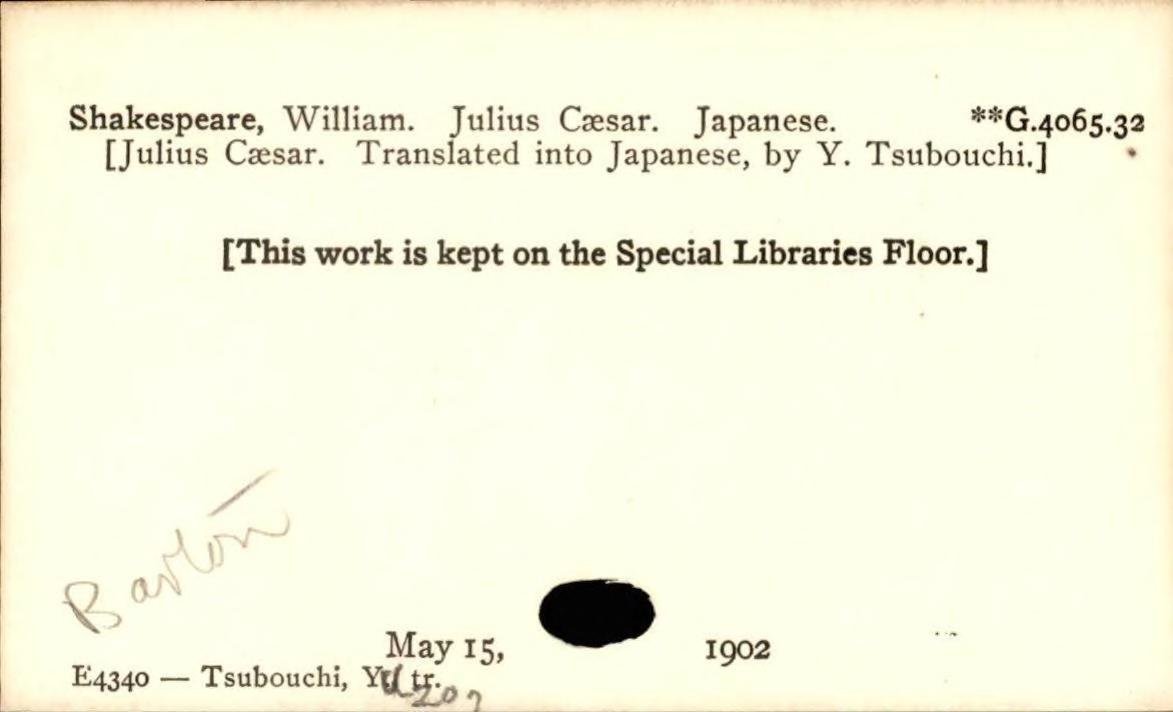 Shakespeare, William. Julius Cæsar. Japanese. **G.4065.32
[Julius Cæsar. Translated into Japanese, by Y. Tsubouchi.]
[This work is kept on the Special Libraries Floor.]
Barton
May 15, 1902
E4340 — Tsubouchi, Y. tr.